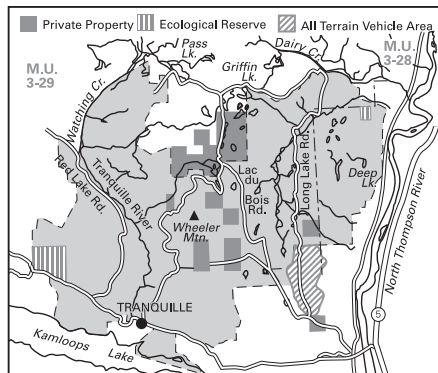 Private Property
Ecological Reserve
All Terrain Vehicle Area
M.U.
3-29
Pass
Lk.
Griffin
Lk.
Dairy Cr.
M.U.
3-28
Watching Cr.
Red Lake Rd.
Tranquille River
Lac
du
Bois
Rd.
Long Lake Rd.
Deep
Lk.
Wheeler
Mtn.
North Thompson River
TRANQUILLE
Kamloops Lake
5